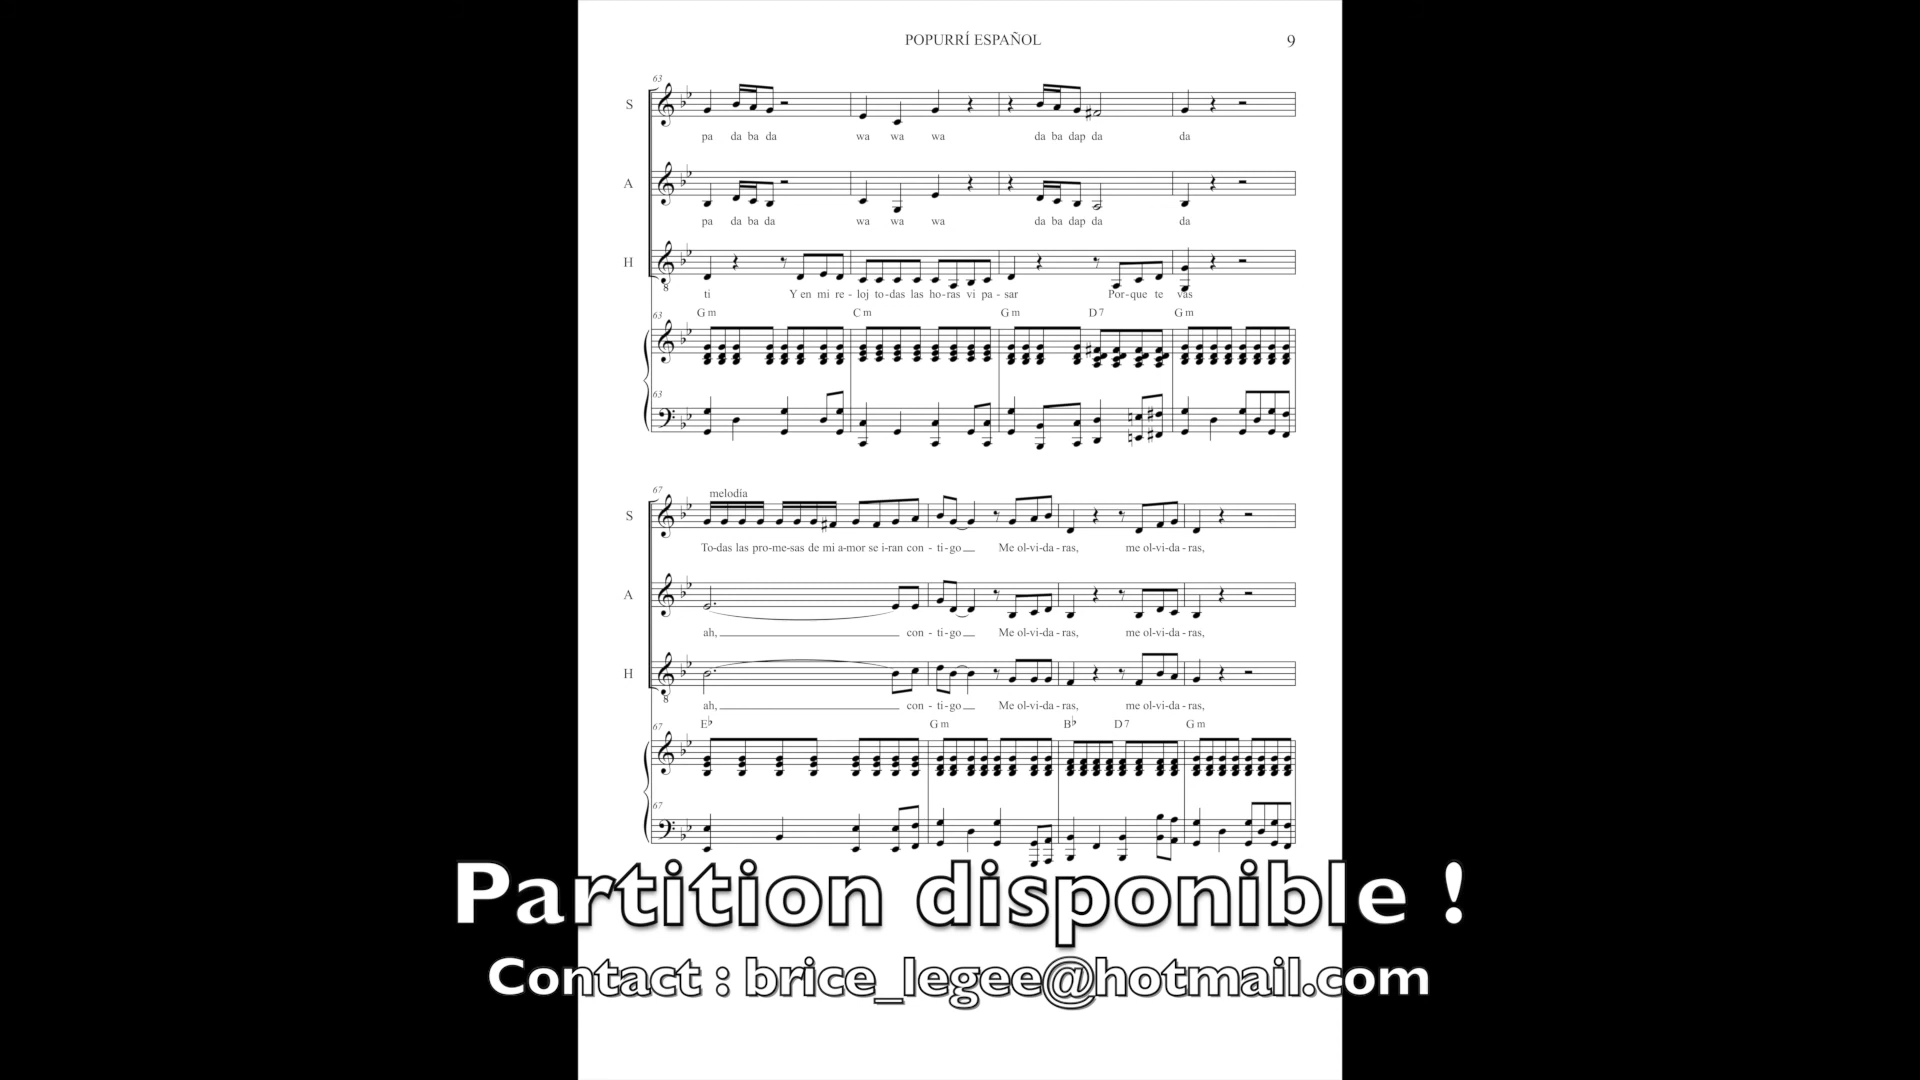 POPURRÍ ESPAÑOL 9
63
S
pa da ba da wa wa wa da ba dap da da
A
pa da ba da wa wa wa da ba dap da da
H
8
ti Y en mi re - loj to-das las ho-ras vi pa - sar Por-que te vas
63 Gm Cm Gm D7 Gm
63
67 melodía
S
To-das las pro-me-sas de mi a-mor se i-ran con - ti-go Me ol-vi-da-ras, me ol-vi-da-ras,
A
ah, con - ti-go Me ol-vi-da-ras, me ol-vi-da-ras,
H
8
ah, con - ti-go Me ol-vi-da-ras, me ol-vi-da-ras,
67 E♭ Gm B♭ D7 Gm
67
Partition disponible !
Contact : brice_legee@hotmail.com